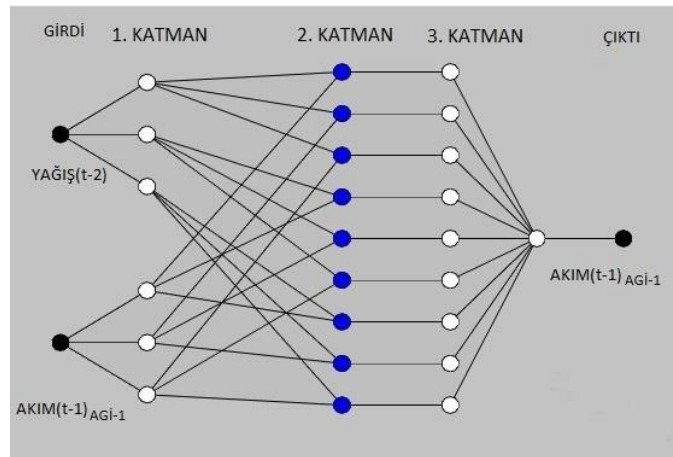 GİRDİ
1. KATMAN
2. KATMAN
3. KATMAN
ÇIKTI
YAĞIŞ(t-2)
AKIM(t-1) AGİ-1
AKIM(t-1) AGİ-1